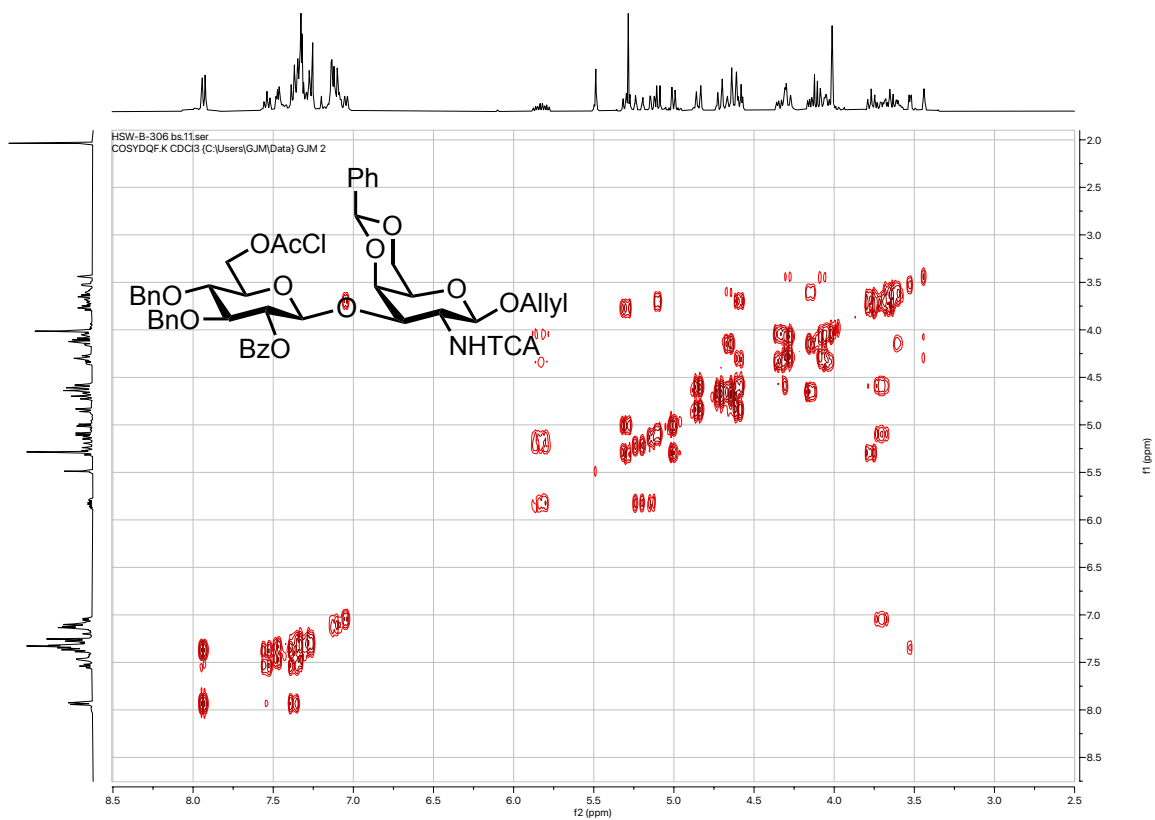 HSW-B-306 bs.11.ser
COSYDQF.K CDCl3 {C:\Users\GJM\Data} GJM 2
Ph
O
O
OAcCl
O
O
BnO
O
OAllyl
BnO
NHTCA
BzO
2.0
2.5
3.0
3.5
4.0
4.5
5.0
5.5
6.0
6.5
7.0
7.5
8.0
8.5
f1 (ppm)
8.5 8.0 7.5 7.0 6.5 6.0 5.5 5.0 4.5 4.0 3.5 3.0 2.5
f2 (ppm)